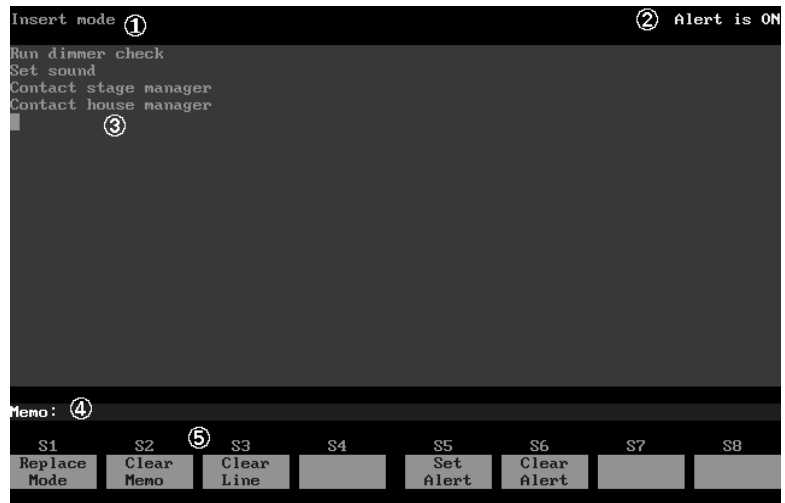 Insert mode ①
② Alert is ON
Run dimmer check
Set sound
Contact stage manager
Contact house manager
③
Memo: ④
⑤
S1 S2 S3 S4 S5 S6 S7 S8
Replace Clear Clear Set Clear
Mode Memo Line Alert Alert